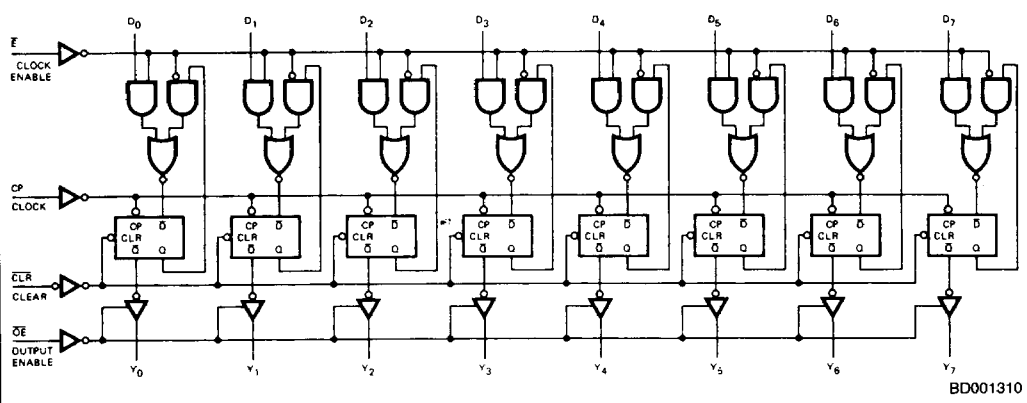 D0 D1 D2 D3 D4 D5 D6 D7
E̅
CLOCK
ENABLE
CP
CLOCK
CP D̅ CP D̅ CP D̅ CP D̅ CP D̅ CP D̅ CP D̅ CP D̅
CLR CLR CLR CLR CLR CLR CLR CLR
Q̅ Q Q̅ Q Q̅ Q Q̅ Q Q̅ Q Q̅ Q Q̅ Q Q̅ Q
C̅L̅R̅
CLEAR
O̅E̅
OUTPUT
ENABLE
Y0 Y1 Y2 Y3 Y4 Y5 Y6 Y7
BD001310